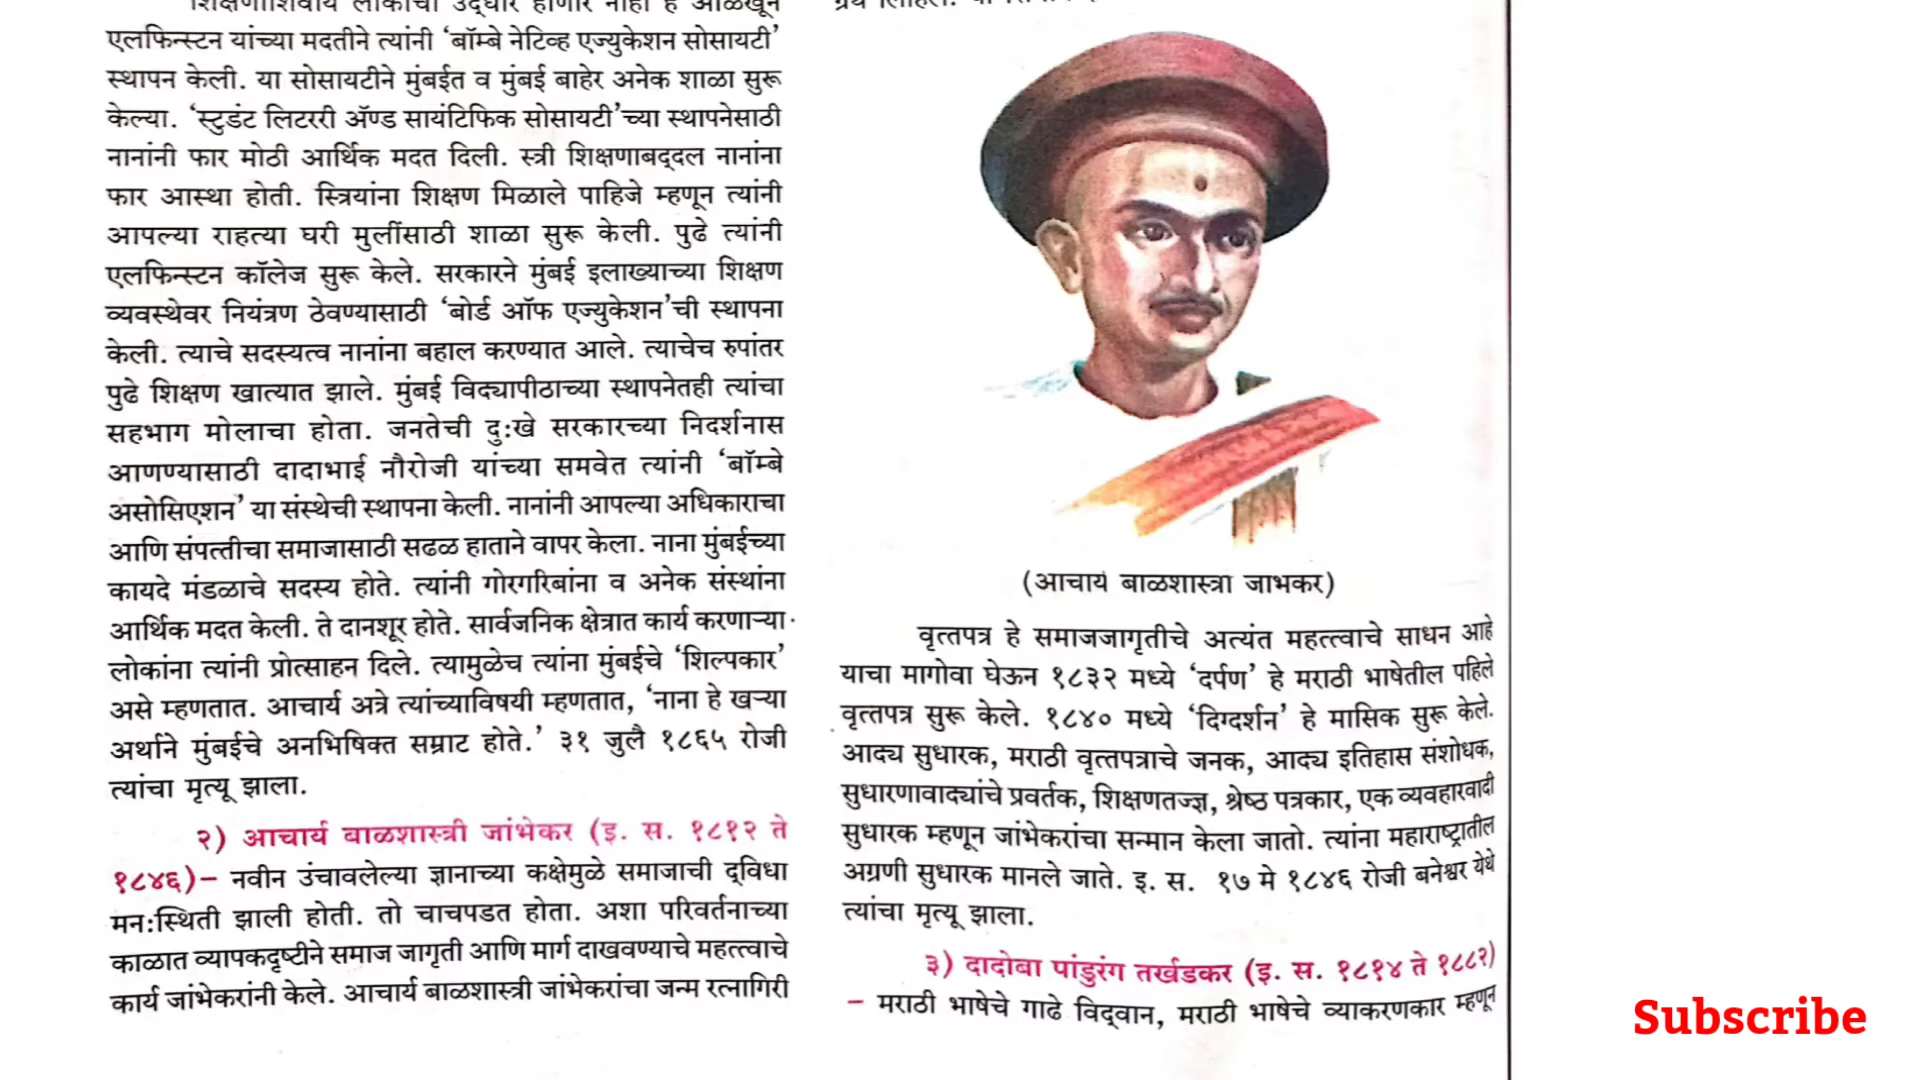 शिक्षणाशिवाय लोकांचा उद्धार होणार नाही हे ओळखून
एलफिन्स्टन यांच्या मदतीने त्यांनी ‘बॉम्बे नेटिव्ह एज्युकेशन सोसायटी’
स्थापन केली. या सोसायटीने मुंबईत व मुंबई बाहेर अनेक शाळा सुरू
केल्या. ‘स्टुडंट लिटररी ॲण्ड सायंटिफिक सोसायटी’च्या स्थापनेसाठी
नानांनी फार मोठी आर्थिक मदत दिली. स्त्री शिक्षणाबद्दल नानांना
फार आस्था होती. स्त्रियांना शिक्षण मिळाले पाहिजे म्हणून त्यांनी
आपल्या राहत्या घरी मुलींसाठी शाळा सुरू केली. पुढे त्यांनी
एलफिन्स्टन कॉलेज सुरू केले. सरकारने मुंबई इलाख्याच्या शिक्षण
व्यवस्थेवर नियंत्रण ठेवण्यासाठी ‘बोर्ड ऑफ एज्युकेशन’ची स्थापना
केली. त्याचे सदस्यत्व नानांना बहाल करण्यात आले. त्याचेच रुपांतर
पुढे शिक्षण खात्यात झाले. मुंबई विद्यापीठाच्या स्थापनेतही त्यांचा
सहभाग मोलाचा होता. जनतेची दु:खे सरकारच्या निदर्शनास
आणण्यासाठी दादाभाई नौरोजी यांच्या समवेत त्यांनी ‘बॉम्बे
असोसिएशन’ या संस्थेची स्थापना केली. नानांनी आपल्या अधिकाराचा
आणि संपत्तीचा समाजासाठी सढळ हाताने वापर केला. नाना मुंबईच्या
कायदे मंडळाचे सदस्य होते. त्यांनी गोरगरिबांना व अनेक संस्थांना
आर्थिक मदत केली. ते दानशूर होते. सार्वजनिक क्षेत्रात कार्य करणाऱ्या
लोकांना त्यांनी प्रोत्साहन दिले. त्यामुळेच त्यांना मुंबईचे ‘शिल्पकार’
असे म्हणतात. आचार्य अत्रे त्यांच्याविषयी म्हणतात, ‘नाना हे खऱ्या
अर्थाने मुंबईचे अनभिषिक्त सम्राट होते.’ ३१ जुलै १८६५ रोजी
त्यांचा मृत्यू झाला.
२) आचार्य बाळशास्त्री जांभेकर (इ. स. १८१२ ते
१८४६)– नवीन उंचावलेल्या ज्ञानाच्या कक्षेमुळे समाजाची द्विधा
मन:स्थिती झाली होती. तो चाचपडत होता. अशा परिवर्तनाच्या
काळात व्यापकदृष्टीने समाज जागृती आणि मार्ग दाखवण्याचे महत्त्वाचे
कार्य जांभेकरांनी केले. आचार्य बाळशास्त्री जांभेकरांचा जन्म रत्नागिरी
ग्रंथ लिहिले.
(आचार्य बाळशास्त्रा जाभकर)
वृत्तपत्र हे समाजजागृतीचे अत्यंत महत्त्वाचे साधन आहे
याचा मागोवा घेऊन १८३२ मध्ये ‘दर्पण’ हे मराठी भाषेतील पहिले
वृत्तपत्र सुरू केले. १८४० मध्ये ‘दिग्दर्शन’ हे मासिक सुरू केले.
आद्य सुधारक, मराठी वृत्तपत्राचे जनक, आद्य इतिहास संशोधक,
सुधारणावाद्यांचे प्रवर्तक, शिक्षणतज्ज्ञ, श्रेष्ठ पत्रकार, एक व्यवहारवादी
सुधारक म्हणून जांभेकरांचा सन्मान केला जातो. त्यांना महाराष्ट्रातील
अग्रणी सुधारक मानले जाते. इ. स. १७ मे १८४६ रोजी बनेश्वर येथे
त्यांचा मृत्यू झाला.
३) दादोबा पांडुरंग तर्खडकर (इ. स. १८१४ ते १८८२)
– मराठी भाषेचे गाढे विद्वान, मराठी भाषेचे व्याकरणकार म्हणून
Subscribe